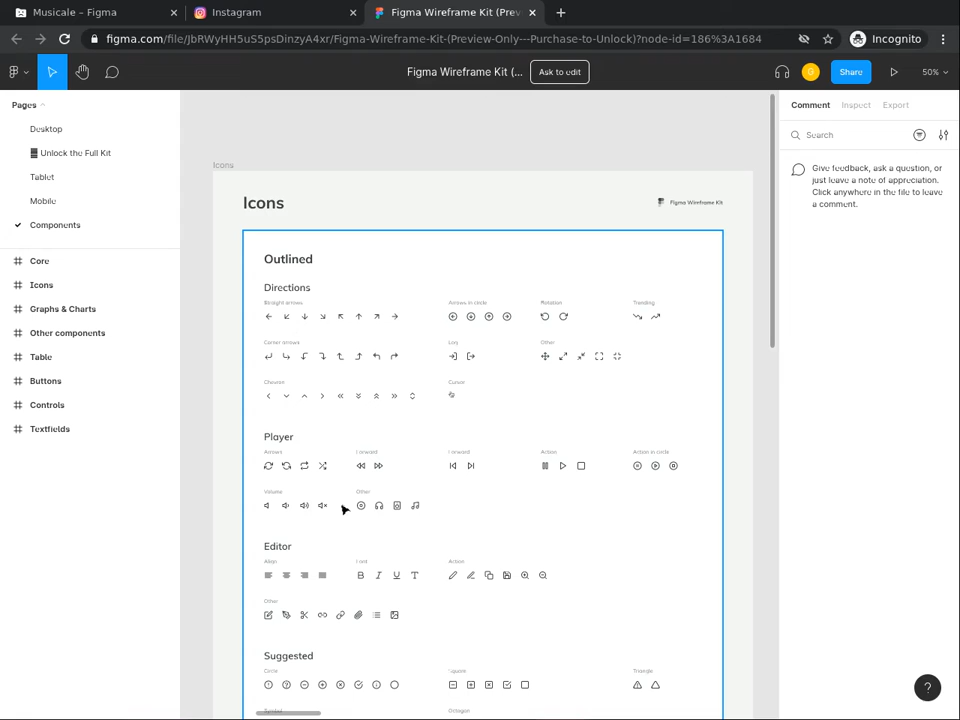 Musicale – Figma
Instagram
Figma Wireframe Kit (Prev
figma.com/file/JbRWyHH5uS5psDinzyA4xr/Figma-Wireframe-Kit-(Preview-Only---Purchase-to-Unlock)?node-id=186%3A1684
Incognito
Figma Wireframe Kit (...
Ask to edit
G
Share
50%
Pages
Desktop
Unlock the Full Kit
Tablet
Mobile
Components
Core
Icons
Graphs & Charts
Other components
Table
Buttons
Controls
Textfields
Icons
Icons
Figma Wireframe Kit
Outlined
Directions
Straight arrows
Arrows in circle
Rotation
Trending
Corner arrows
Other
Chevron
Cursor
Player
Arrows
Forward
Forward
Action
Action in circle
Volume
Other
Editor
Align
Font
Action
B I U T
Other
Suggested
Circle
Square
Triangle
Symbol
Octagon
Comment
Inspect
Export
Search
Give feedback, ask a question, or
just leave a note of appreciation.
Click anywhere in the file to leave
a comment.
?